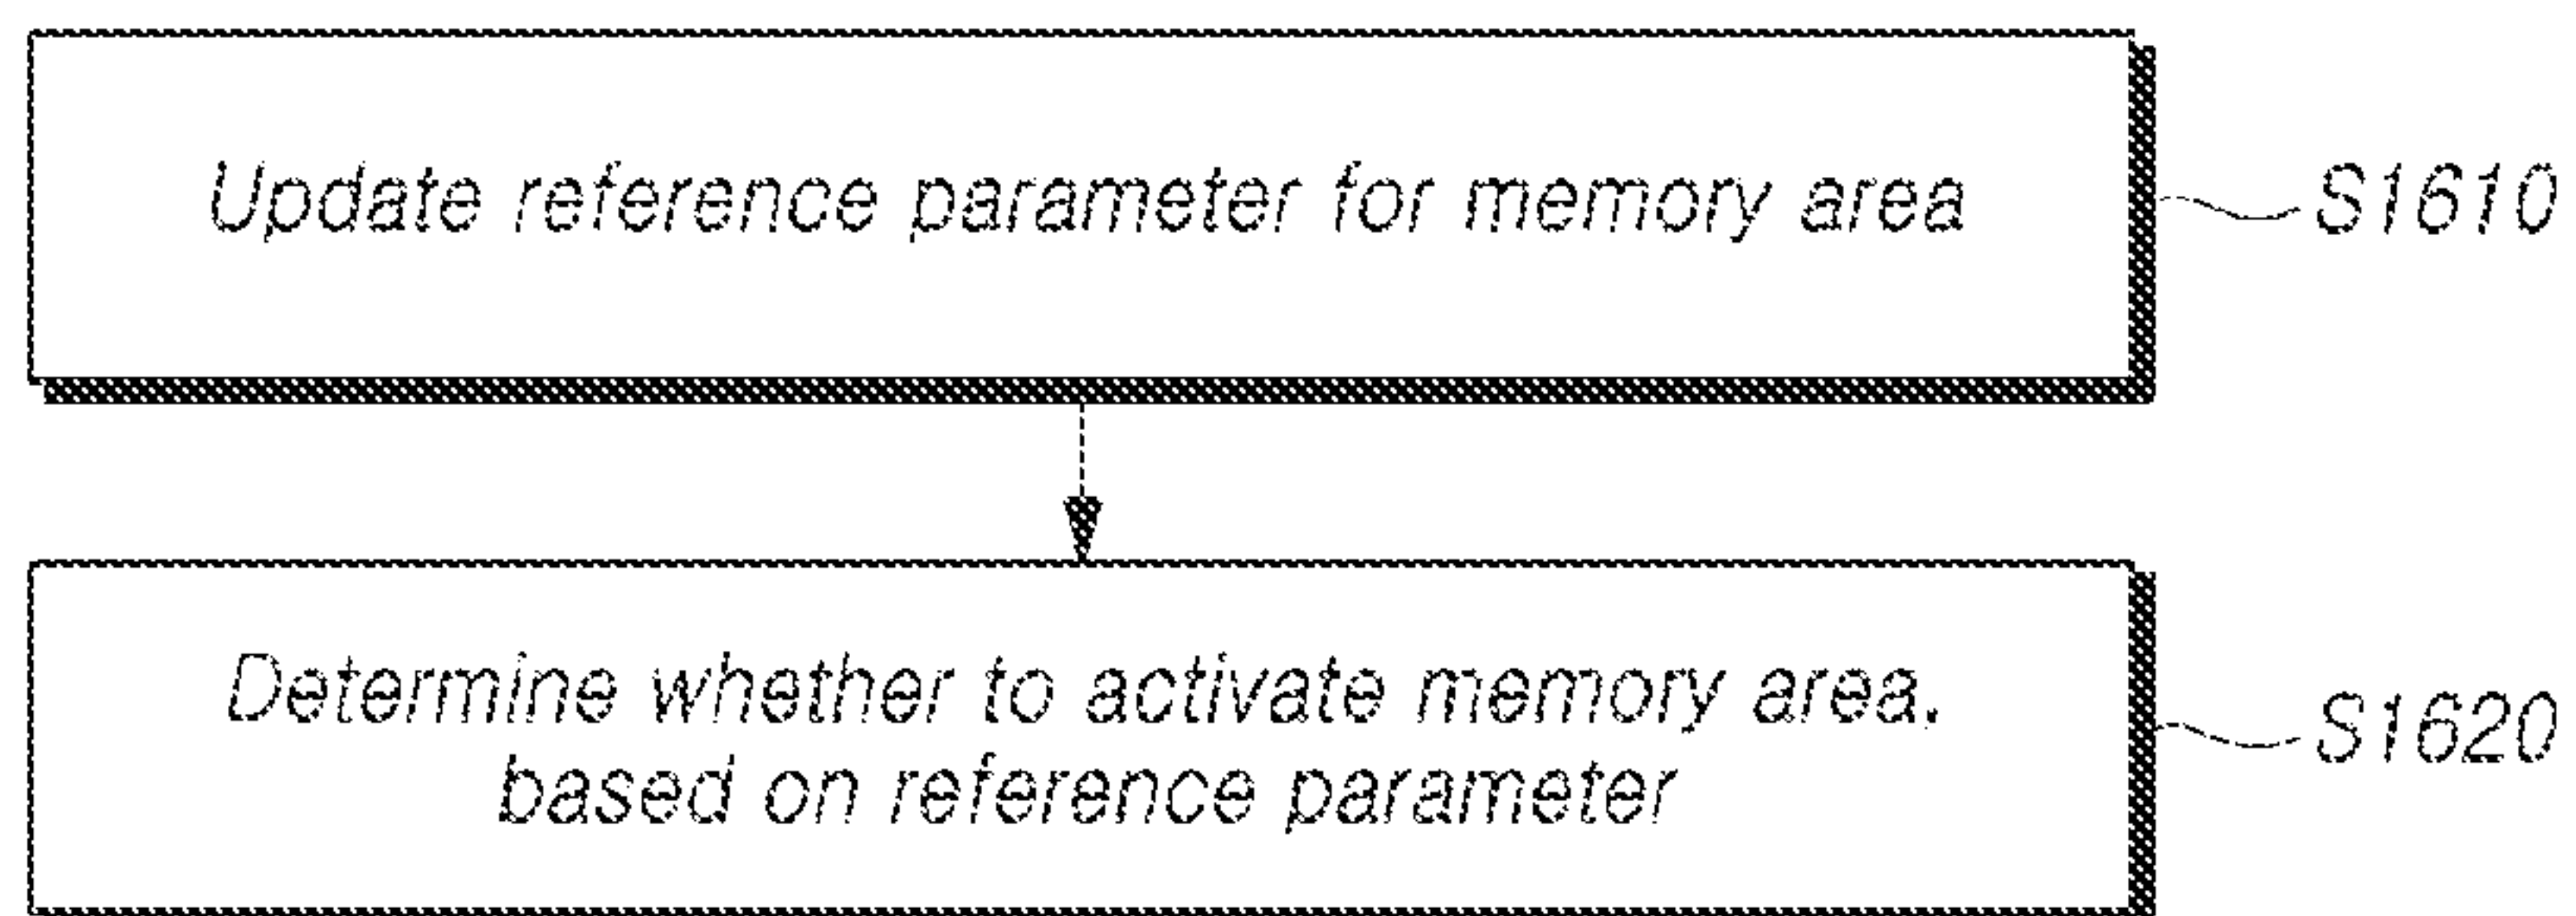 Update reference parameter for memory area
S1610
Determine whether to activate memory area,
based on reference parameter
S1620